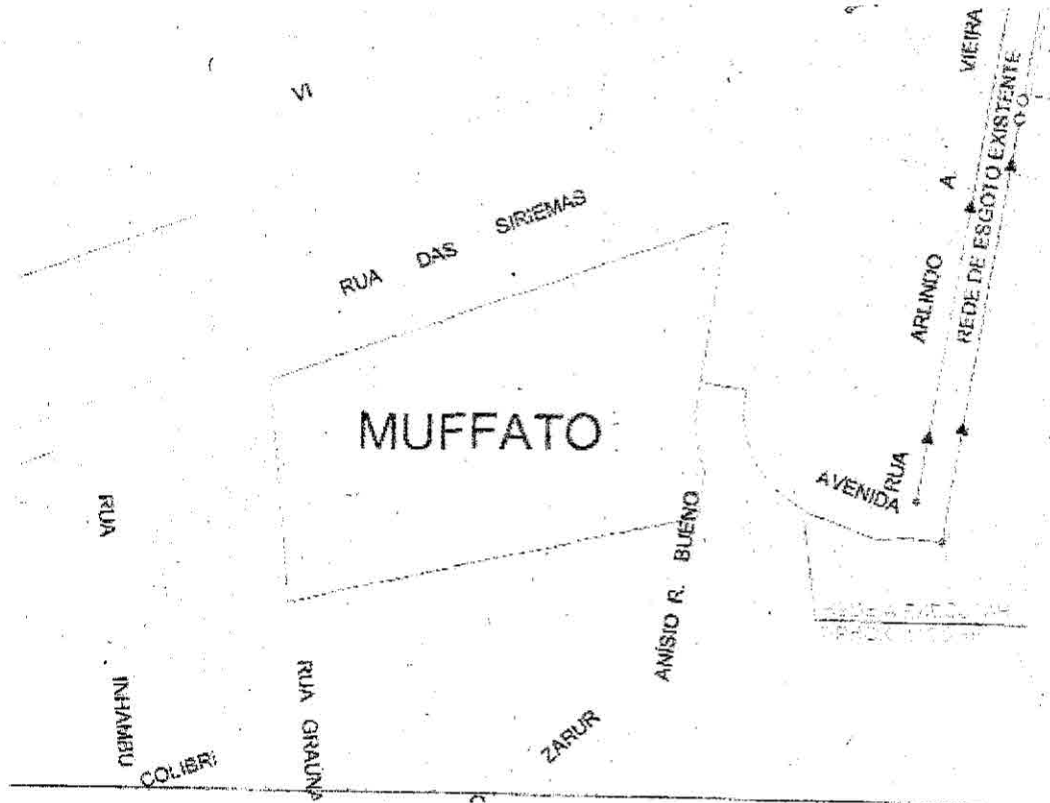 VI
VIEIRA
A.
ARLINDO
RUA
REDE DE ESGOTO EXISTENTE
RUA DAS SIRIEMAS
MUFFATO
AVENIDA
RUA
INHAMBU
COLIBRI
RUA GRAÚNA
ANÍSIO R. BUENO
ZARUR